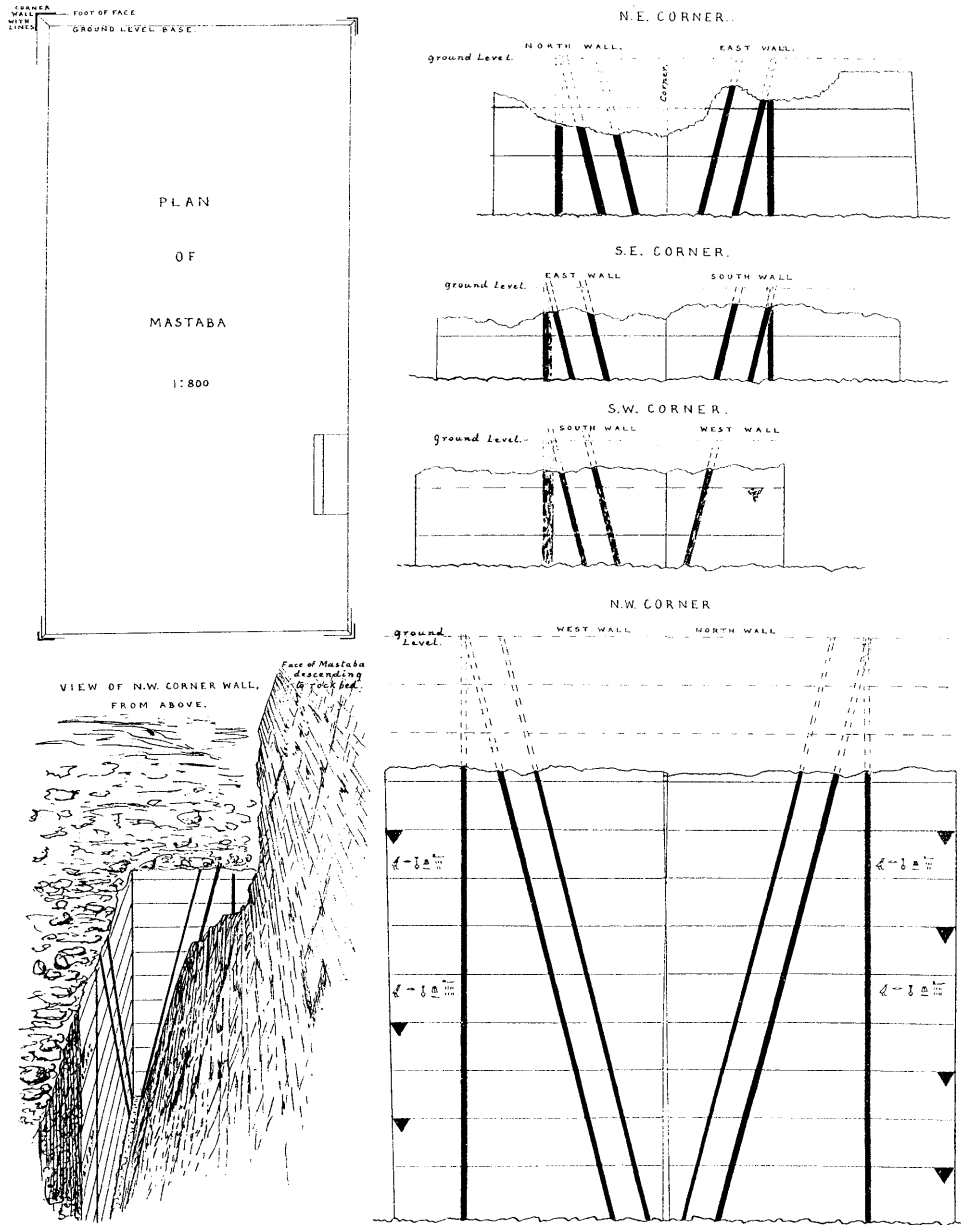 CORNER
WALL
WITH
LINES
FOOT OF FACE
GROUND LEVEL BASE.
PLAN
OF
MASTABA
1:800
N.E. CORNER.
NORTH WALL.
EAST WALL.
ground Level.
Corner.
S.E. CORNER.
EAST WALL
SOUTH WALL
ground Level.
S.W. CORNER.
SOUTH WALL
WEST WALL
ground Level.
N.W. CORNER
ground
Level.
WEST WALL
NORTH WALL
VIEW OF N.W. CORNER WALL,
FROM ABOVE.
Face of Mastaba
descending
to rock bed.